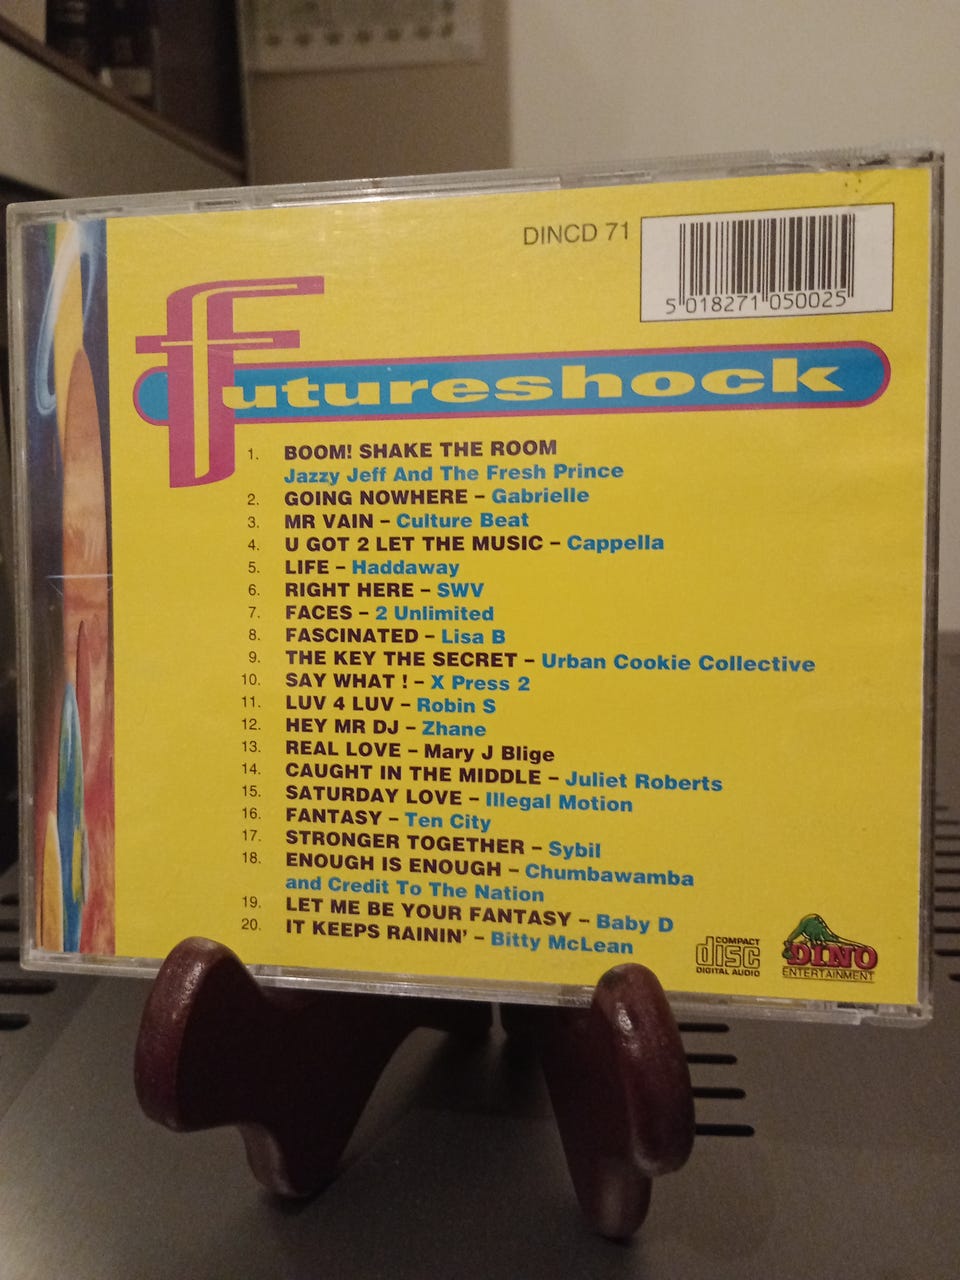 DINCD 71
5 018271 050025
Futureshock
1. BOOM! SHAKE THE ROOM
Jazzy Jeff And The Fresh Prince
2. GOING NOWHERE – Gabrielle
3. MR VAIN – Culture Beat
4. U GOT 2 LET THE MUSIC – Cappella
5. LIFE – Haddaway
6. RIGHT HERE – SWV
7. FACES – 2 Unlimited
8. FASCINATED – Lisa B
9. THE KEY THE SECRET – Urban Cookie Collective
10. SAY WHAT ! – X Press 2
11. LUV 4 LUV – Robin S
12. HEY MR DJ – Zhane
13. REAL LOVE – Mary J Blige
14. CAUGHT IN THE MIDDLE – Juliet Roberts
15. SATURDAY LOVE – Illegal Motion
16. FANTASY – Ten City
17. STRONGER TOGETHER – Sybil
18. ENOUGH IS ENOUGH – Chumbawamba
and Credit To The Nation
19. LET ME BE YOUR FANTASY – Baby D
20. IT KEEPS RAININ' – Bitty McLean
COMPACT
disc
DIGITAL AUDIO
DINO
ENTERTAINMENT